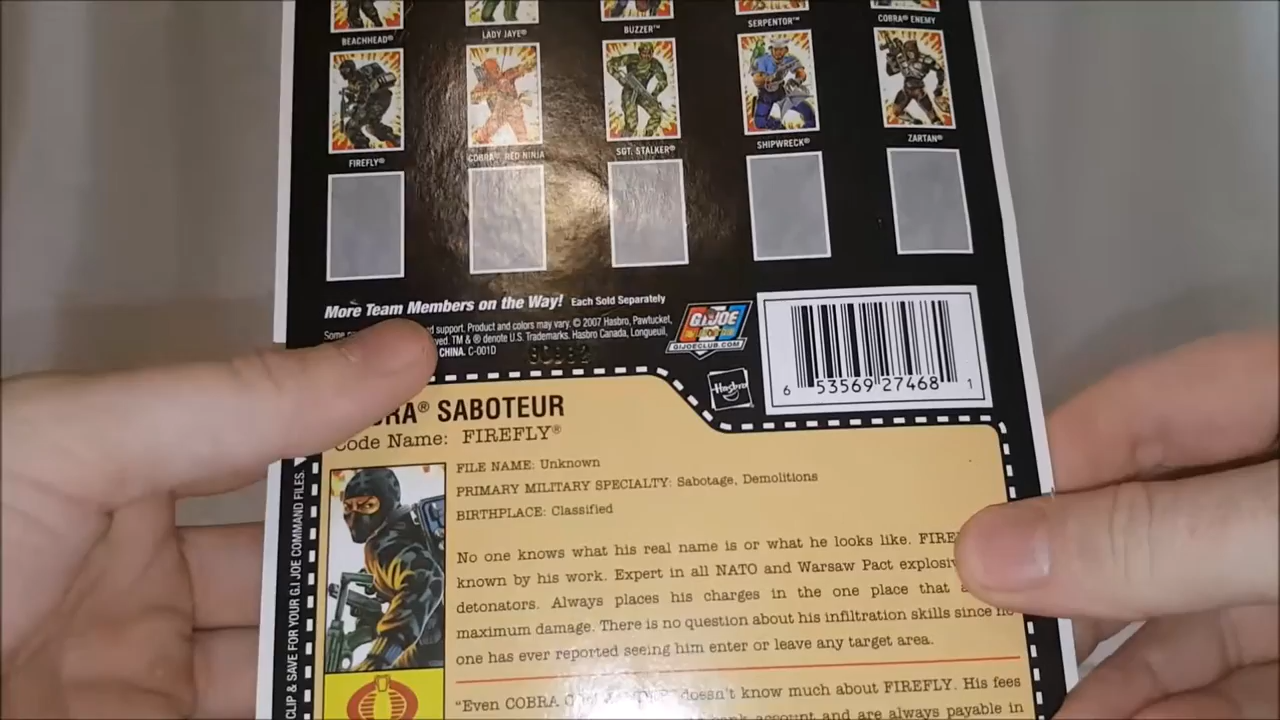 BEACHHEAD®
LADY JAYE®
BUZZER™
SERPENTOR™
COBRA® ENEMY
FIREFLY®
COBRA® RED NINJA
SGT. STALKER®
SHIPWRECK®
ZARTAN®
More Team Members on the Way! Each Sold Separately
Some support. Product and colors may vary. © 2007 Hasbro, Pawtucket,
TM & ® denote U.S. Trademarks. Hasbro Canada, Longueuil,
CHINA. C-001D
GI JOE
GIJOECLUB.COM
Hasbro
6 53569 27468 1
SABOTEUR
Code Name: FIREFLY®
FILE NAME: Unknown
PRIMARY MILITARY SPECIALTY: Sabotage, Demolitions
BIRTHPLACE: Classified
No one knows what his real name is or what he looks like.
known by his work. Expert in all NATO and Warsaw Pact
detonators. Always places his charges in the one place that
maximum damage. There is no question about his infiltration skills since no
one has ever reported seeing him enter or leave any target area.
"Even COBRA doesn't know much about FIREFLY. His fees
account and are always payable in
CLIP & SAVE FOR YOUR G.I JOE COMMAND FILES.